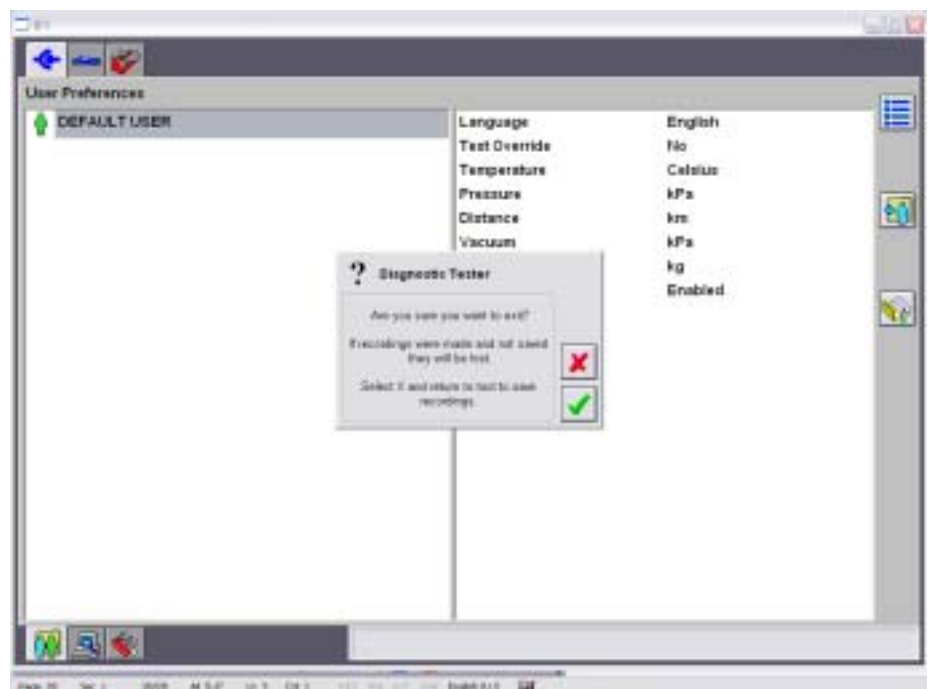 User Preferences
DEFAULT USER
Language English
Test Override No
Temperature Celsius
Pressure kPa
Distance km
Vacuum kPa
kg
Enabled
? Diagnostic Tester
Are you sure you want to exit?
If recordings were made and not saved
they will be lost.
Select X and return to tool to save
recordings.